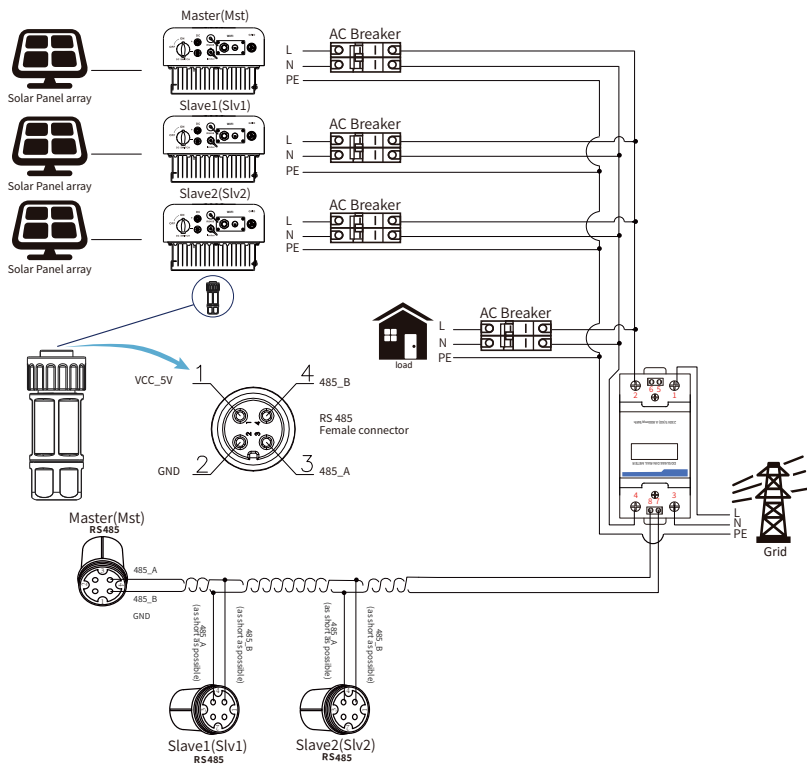 Master(Mst)
Solar Panel array
L
N
PE
AC Breaker
Slave1(Slv1)
Solar Panel array
L
N
PE
AC Breaker
Slave2(Slv2)
Solar Panel array
L
N
PE
AC Breaker
load
L
N
PE
AC Breaker
2
6 5
1
4
8 7
3
L
N
PE
Grid
1
VCC_5V
4
485_B
RS 485
Female connector
2
GND
3
485_A
1
4
2
3
Master(Mst)
RS485
485_A
485_B
GND
485_A
(as short as possible)
485_B
(as short as possible)
485_A
(as short as possible)
485_B
(as short as possible)
Slave1(Slv1)
RS485
Slave2(Slv2)
RS485